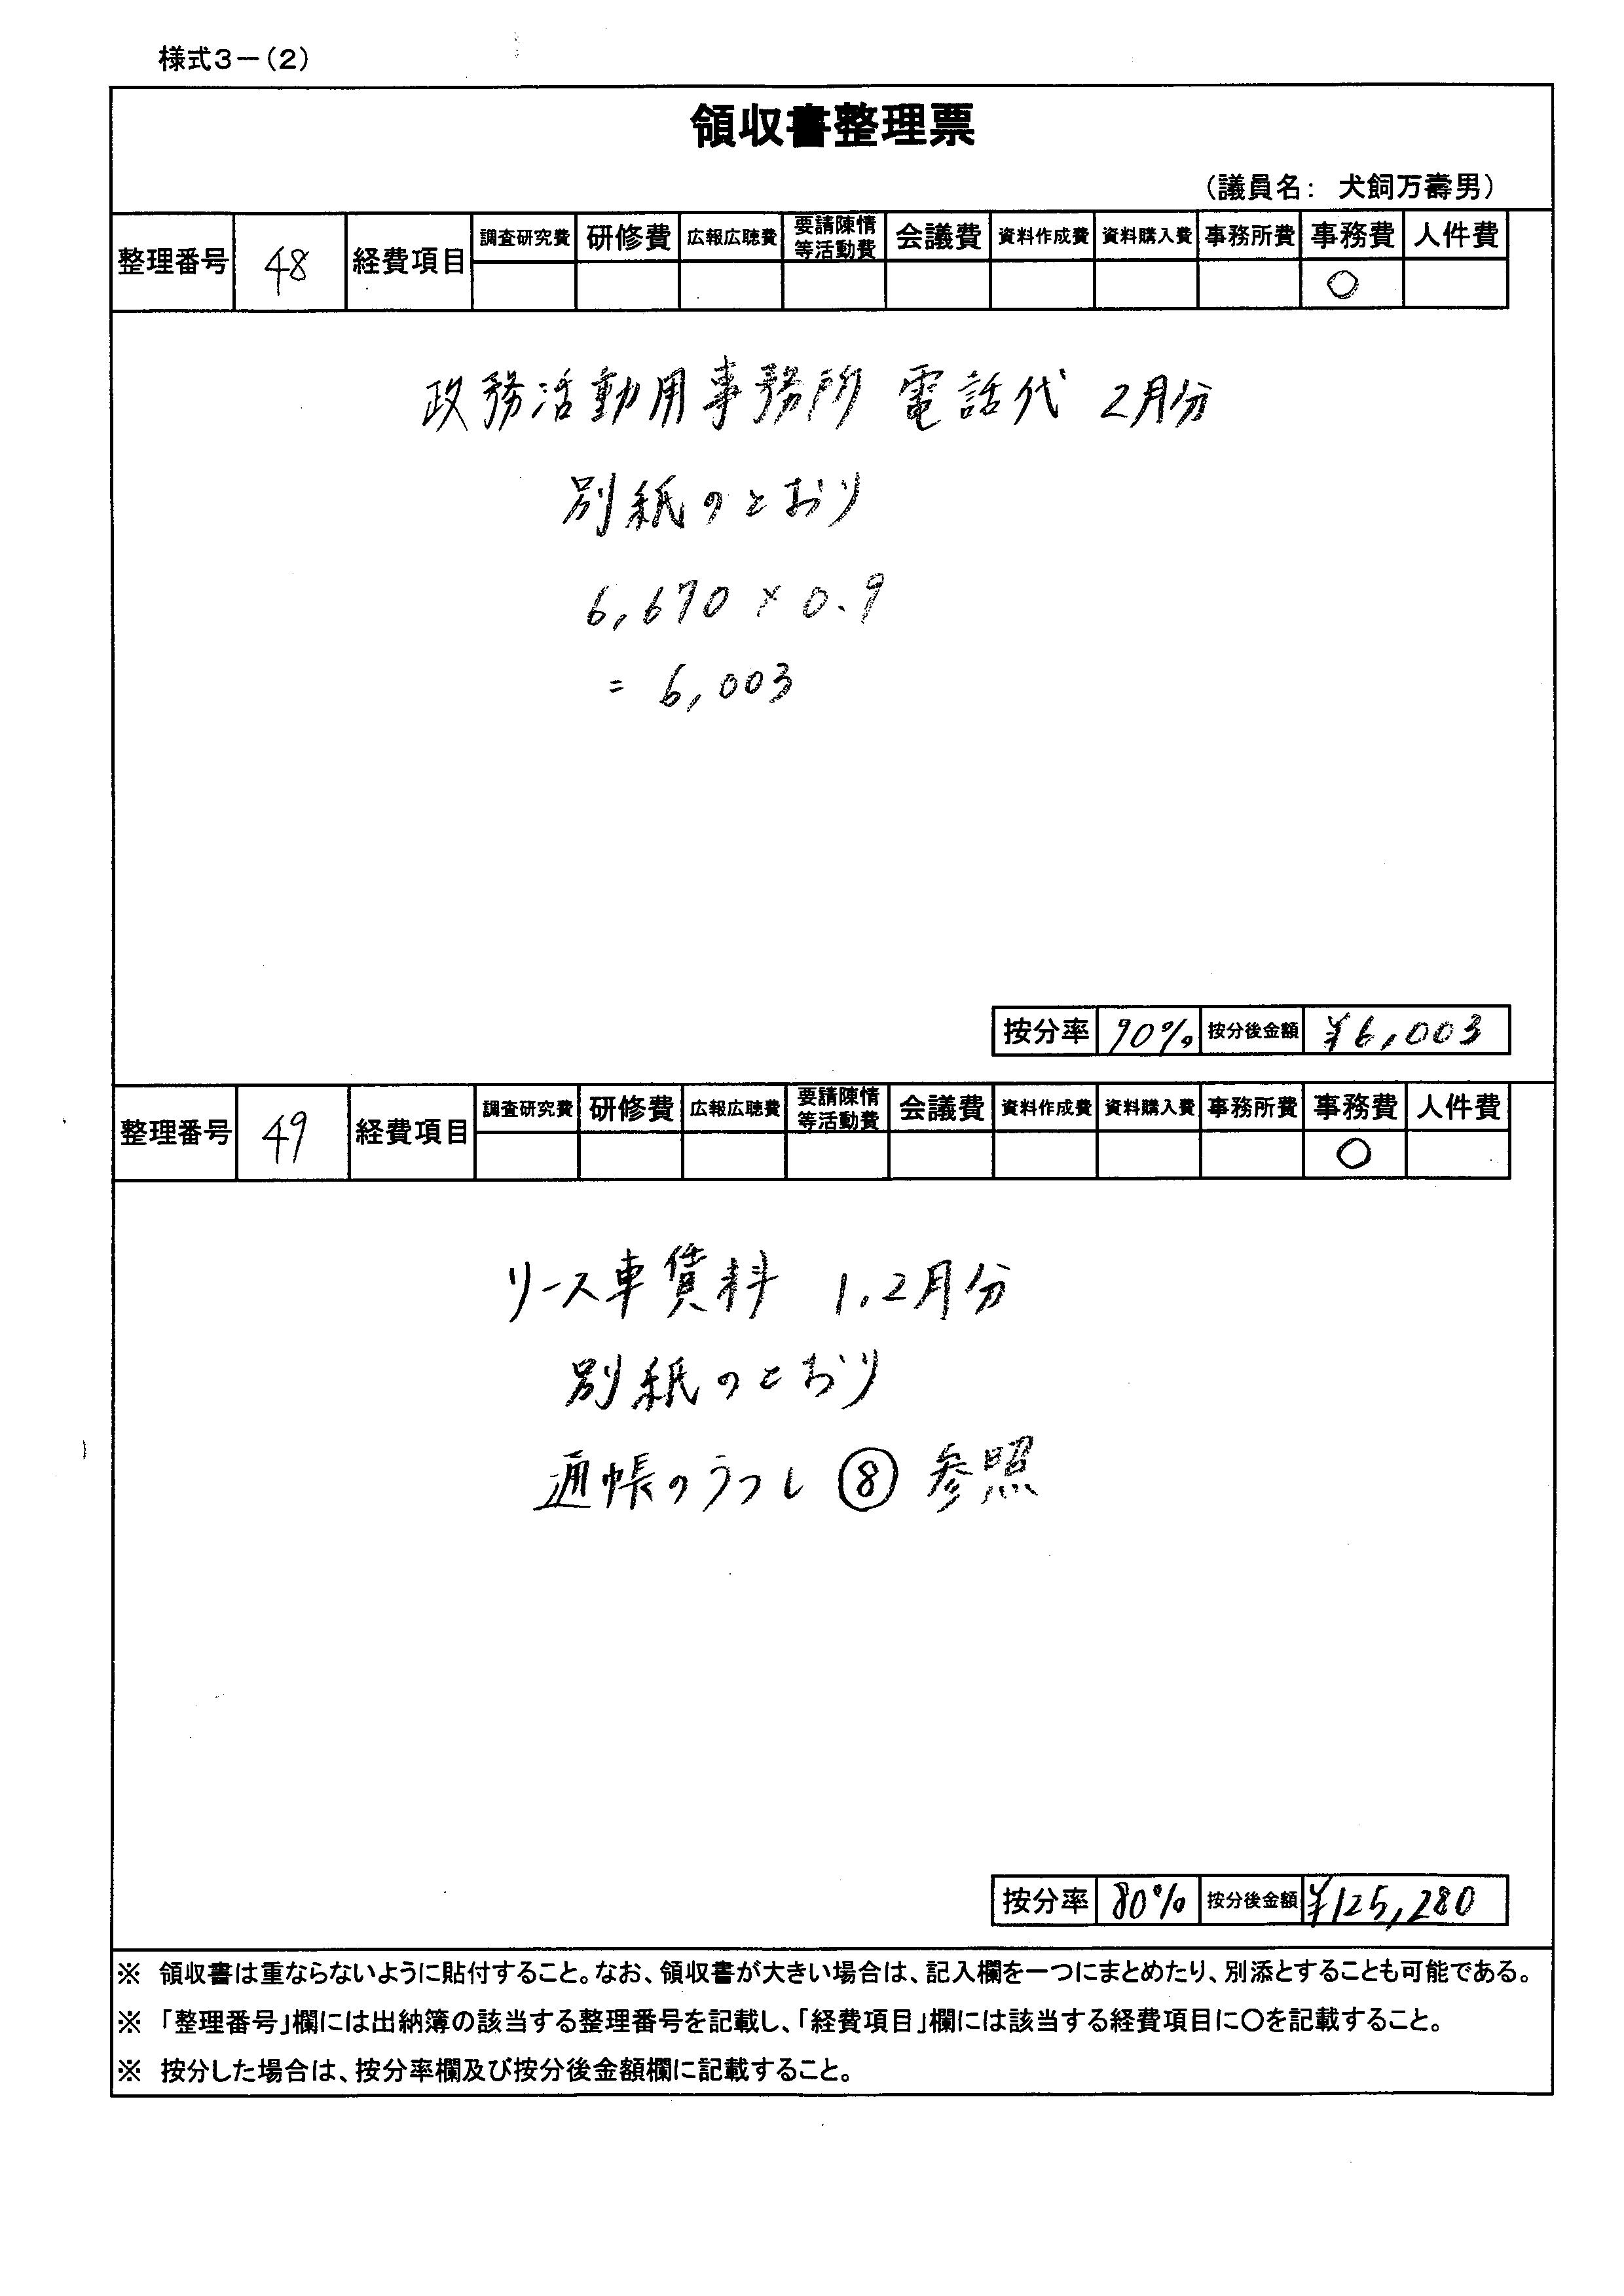 様式3－(2)
領収書整理票
(議員名： 犬飼万壽男)
整理番号 48 経費項目 調査研究費 研修費 広報広聴費 要請陳情等活動費 会議費 資料作成費 資料購入費 事務所費 事務費 人件費
○
政務活動用事務所 電話代 2月分
別紙のとおり
6,670 × 0.9
= 6,003
按分率 90% 按分後金額 ¥6,003
整理番号 49 経費項目 調査研究費 研修費 広報広聴費 要請陳情等活動費 会議費 資料作成費 資料購入費 事務所費 事務費 人件費
○
リース車賃料 1,2月分
別紙のとおり
通帳のうつし ⑧ 参照
按分率 80% 按分後金額 ¥125,280
※ 領収書は重ならないように貼付すること。なお、領収書が大きい場合は、記入欄を一つにまとめたり、別添とすることも可能である。
※ 「整理番号」欄には出納簿の該当する整理番号を記載し、「経費項目」欄には該当する経費項目に○を記載すること。
※ 按分した場合は、按分率欄及び按分後金額欄に記載すること。